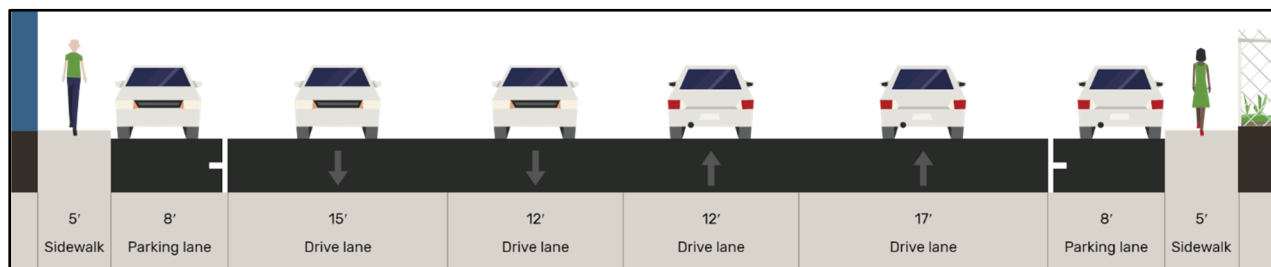 5′ 8′ 15′ 12′ 12′ 17′ 8′ 5′
Sidewalk Parking lane Drive lane Drive lane Drive lane Drive lane Parking lane Sidewalk